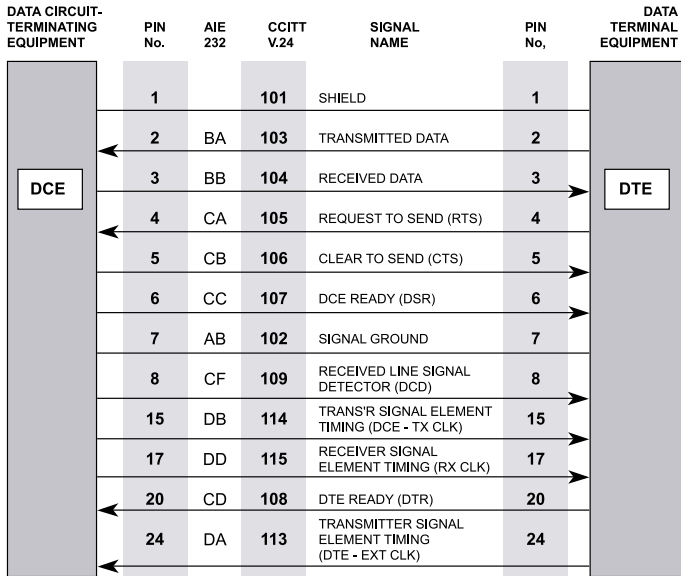 DATA CIRCUIT-
TERMINATING
EQUIPMENT
PIN
No.
AIE
232
CCITT
V.24
SIGNAL
NAME
PIN
No,
DATA
TERMINAL
EQUIPMENT
DCE
DTE
1 101 SHIELD 1
2 BA 103 TRANSMITTED DATA 2
3 BB 104 RECEIVED DATA 3
4 CA 105 REQUEST TO SEND (RTS) 4
5 CB 106 CLEAR TO SEND (CTS) 5
6 CC 107 DCE READY (DSR) 6
7 AB 102 SIGNAL GROUND 7
8 CF 109 RECEIVED LINE SIGNAL
DETECTOR (DCD) 8
15 DB 114 TRANS'R SIGNAL ELEMENT
TIMING (DCE - TX CLK) 15
17 DD 115 RECEIVER SIGNAL
ELEMENT TIMING (RX CLK) 17
20 CD 108 DTE READY (DTR) 20
24 DA 113 TRANSMITTER SIGNAL
ELEMENT TIMING
(DTE - EXT CLK) 24